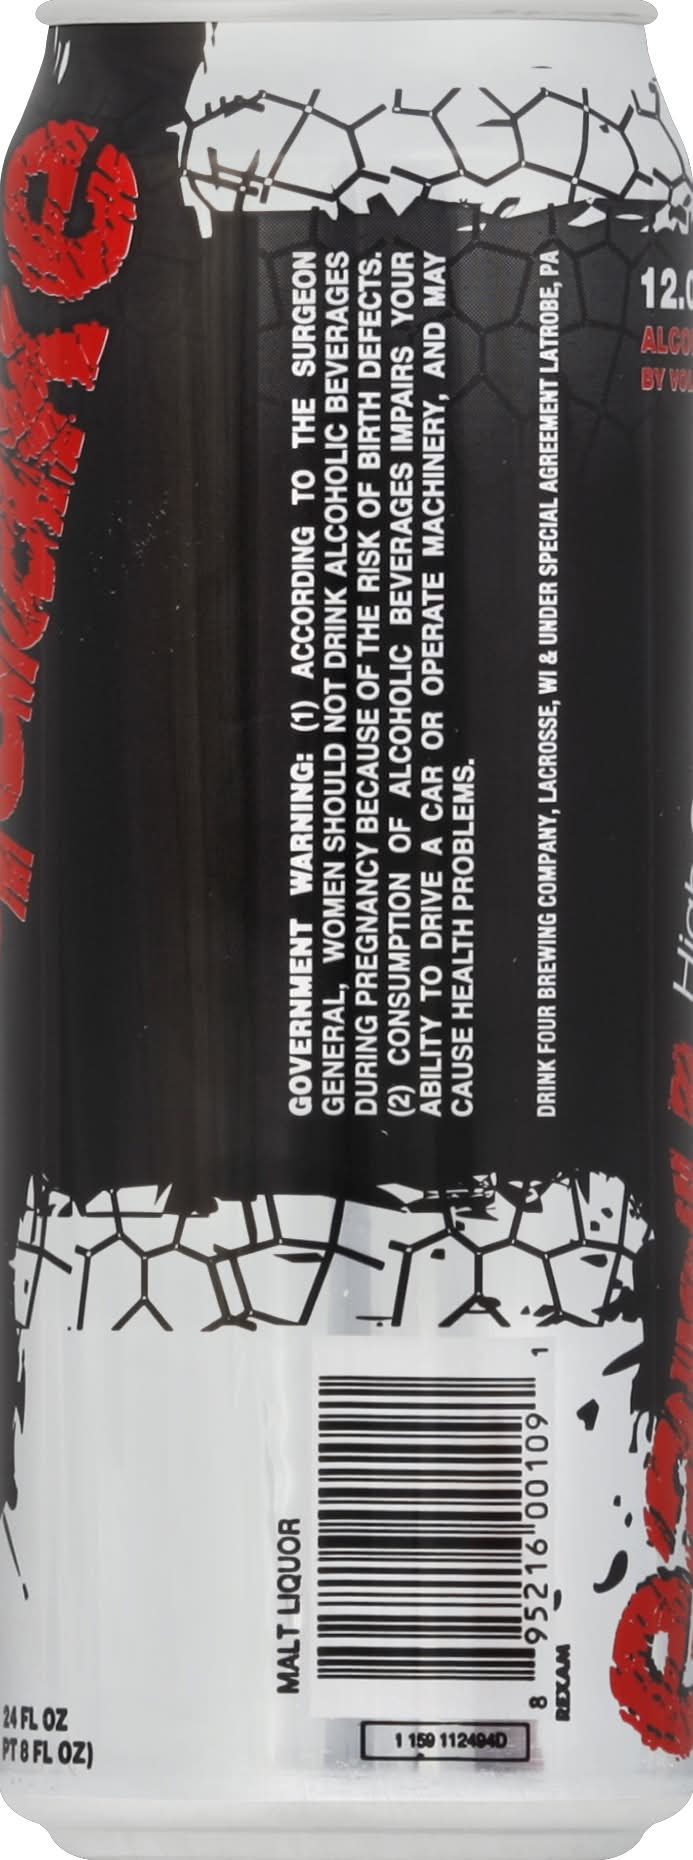 GOVERNMENT WARNING: (1) ACCORDING TO THE SURGEON
GENERAL, WOMEN SHOULD NOT DRINK ALCOHOLIC BEVERAGES
DURING PREGNANCY BECAUSE OF THE RISK OF BIRTH DEFECTS.
(2) CONSUMPTION OF ALCOHOLIC BEVERAGES IMPAIRS YOUR
ABILITY TO DRIVE A CAR OR OPERATE MACHINERY, AND MAY
CAUSE HEALTH PROBLEMS.
DRINK FOUR BREWING COMPANY, LACROSSE, WI & UNDER SPECIAL AGREEMENT LATROBE, PA
12.0
ALCO
BY VO
High
MALT LIQUOR
8 95216 00109 1
REXAM
1 159 112494D
24 FL OZ
PT 8 FL OZ)